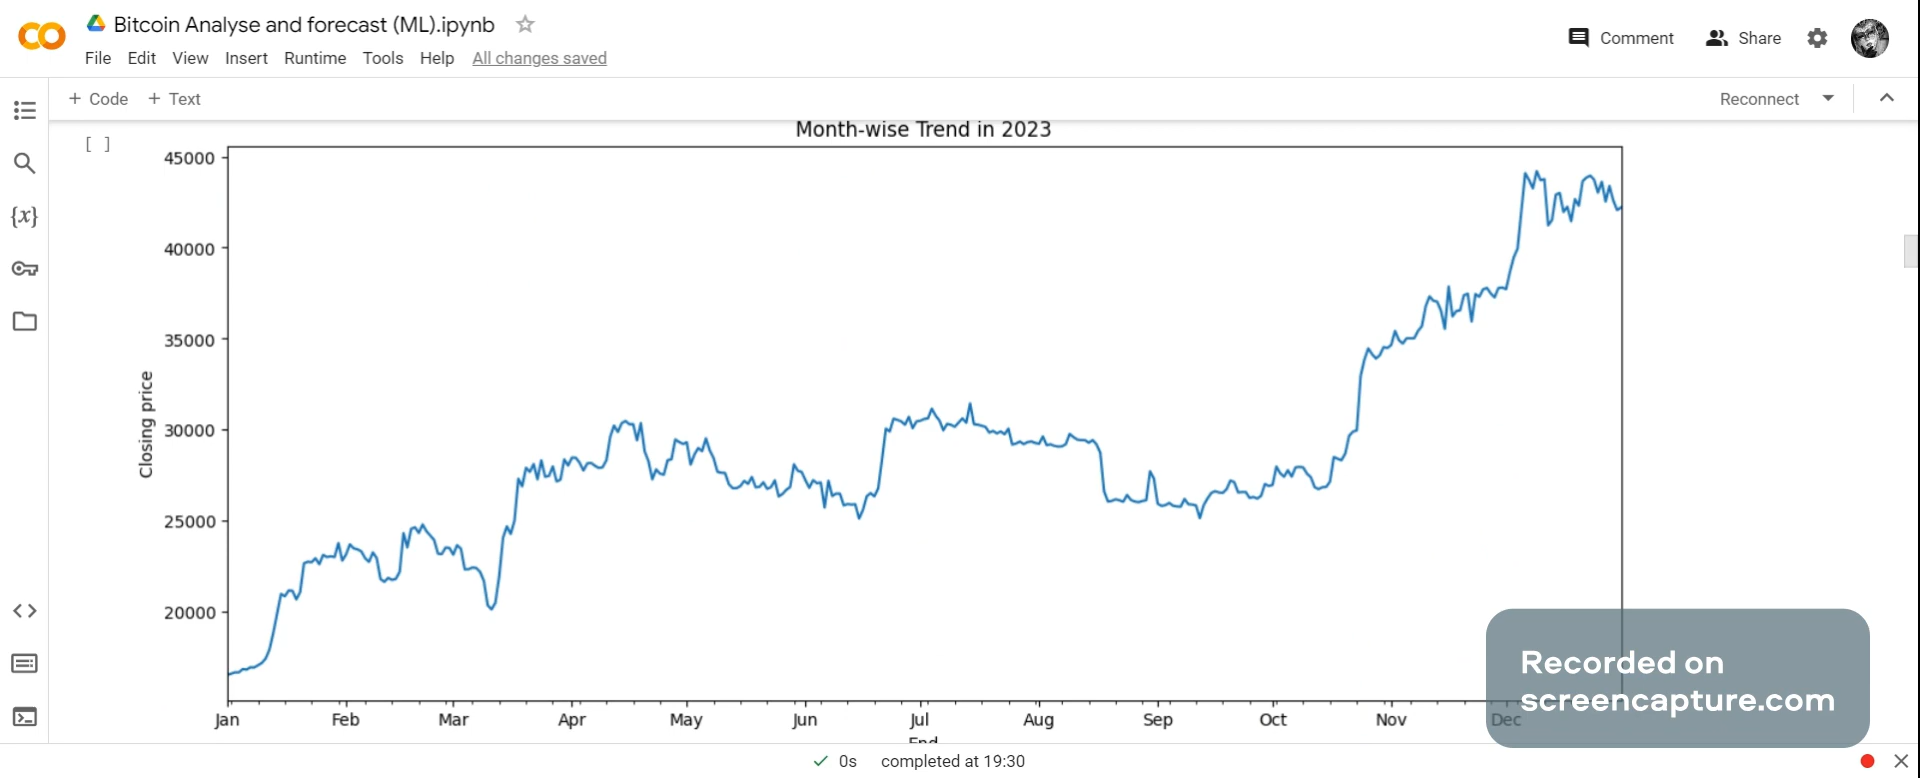 Bitcoin Analyse and forecast (ML).ipynb
File Edit View Insert Runtime Tools Help All changes saved
Comment Share
+ Code + Text
Reconnect
[ ]
{x}
Month-wise Trend in 2023
45000
40000
35000
30000
25000
20000
Closing price
Jan Feb Mar Apr May Jun Jul Aug Sep Oct Nov Dec
End
Recorded on
screencapture.com
0s completed at 19:30